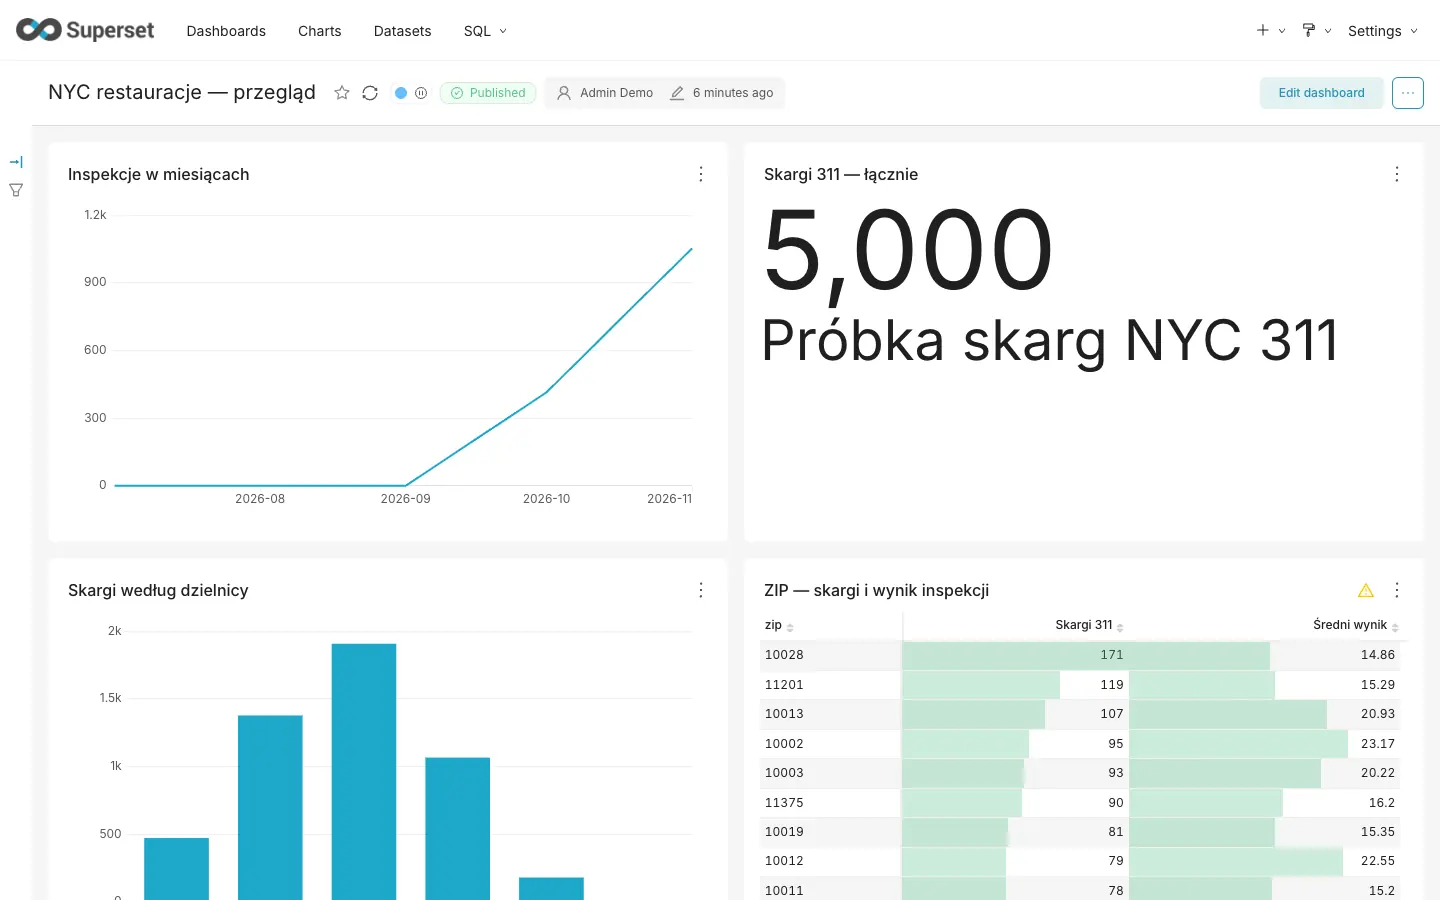 Superset
Dashboards
Charts
Datasets
SQL
Settings
NYC restauracje — przegląd
Published
Admin Demo
6 minutes ago
Edit dashboard
Inspekcje w miesiącach
1.2k
900
600
300
0
2026-08
2026-09
2026-10
2026-11
Skargi 311 — łącznie
5,000
Próbka skarg NYC 311
Skargi według dzielnicy
2k
1.5k
1k
500
0
ZIP — skargi i wynik inspekcji
zip Skargi 311 Średni wynik
10028 171 14.86
11201 119 15.29
10013 107 20.93
10002 95 23.17
10003 93 20.22
11375 90 16.2
10019 81 15.35
10012 79 22.55
10011 78 15.2